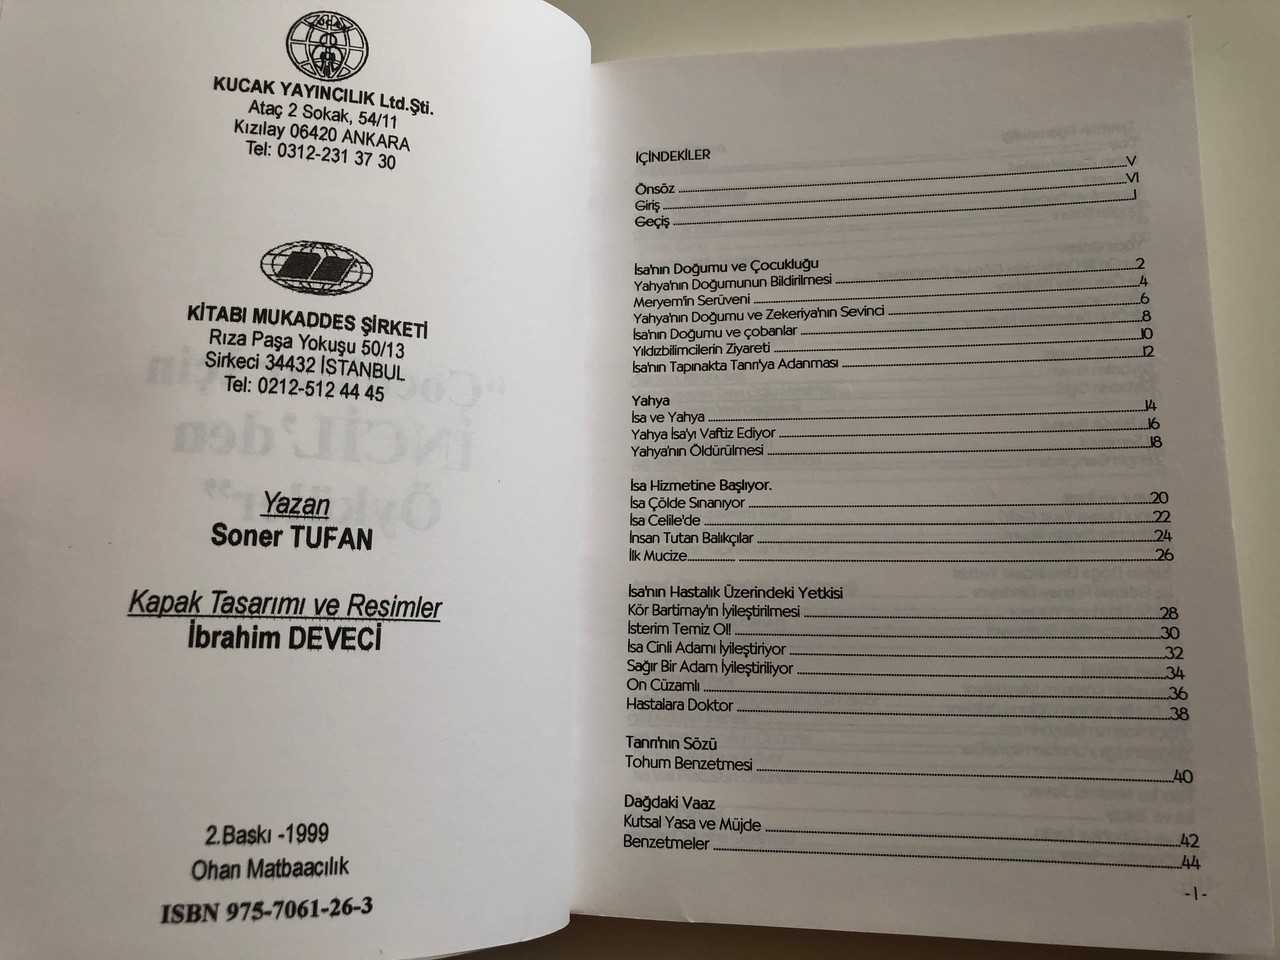 KUCAK YAYINCILIK Ltd.Şti.
Ataç 2 Sokak, 54/11
Kızılay 06420 ANKARA
Tel: 0312-231 37 30
KİTABI MUKADDES ŞİRKETİ
Rıza Paşa Yokuşu 50/13
Sirkeci 34432 İSTANBUL
Tel: 0212-512 44 45
Yazan
Soner TUFAN
Kapak Tasarımı ve Resimler
İbrahim DEVECİ
2.Baskı -1999
Ohan Matbaacılık
ISBN 975-7061-26-3
İÇİNDEKİLER
Önsöz V
Giriş VI
Geçiş I
İsa'nın Doğumu ve Çocukluğu
Yahya'nın Doğumunun Bildirilmesi 2
Meryem'in Serüveni 4
Yahya'nın Doğumu ve Zekeriya'nın Sevinci 6
İsa'nın Doğumu ve çobanlar 8
Yıldızbilimcilerin Ziyareti 10
İsa'nın Tapınakta Tanrı'ya Adanması 12
Yahya
İsa ve Yahya 14
Yahya İsa'yı Vaftiz Ediyor 16
Yahya'nın Öldürülmesi 18
İsa Hizmetine Başlıyor.
İsa Çölde Sınanıyor 20
İsa Celile'de 22
İnsan Tutan Balıkçılar 24
İlk Mucize 26
İsa'nın Hastalık Üzerindeki Yetkisi
Kör Bartimay'ın İyileştirilmesi 28
İsterim Temiz Ol! 30
İsa Cinli Adamı İyileştiriyor 32
Sağır Bir Adam İyileştiriliyor 34
On Cüzamlı 36
Hastalara Doktor 38
Tanrı'nın Sözü
Tohum Benzetmesi 40
Dağdaki Vaaz
Kutsal Yasa ve Müjde 42
Benzetmeler 44
-I-